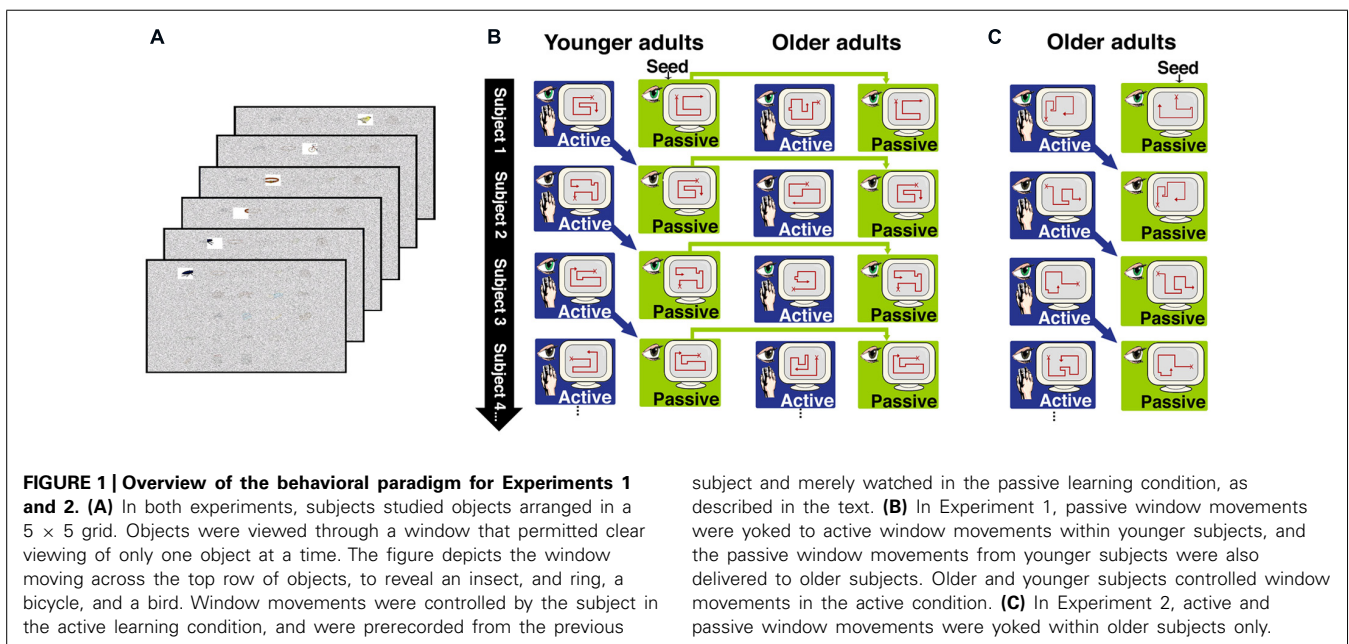 A
B
C
Younger adults
Older adults
Older adults
Seed
Seed
Subject 1
Active
Passive
Active
Passive
Active
Passive
Subject 2
Active
Passive
Active
Passive
Active
Passive
Subject 3
Active
Passive
Active
Passive
Active
Passive
Subject 4...
Active
Passive
Active
Passive
Active
Passive
...
...
...
FIGURE 1 | Overview of the behavioral paradigm for Experiments 1
and 2. (A) In both experiments, subjects studied objects arranged in a
5 × 5 grid. Objects were viewed through a window that permitted clear
viewing of only one object at a time. The figure depicts the window
moving across the top row of objects, to reveal an insect, and ring, a
bicycle, and a bird. Window movements were controlled by the subject in
the active learning condition, and were prerecorded from the previous
subject and merely watched in the passive learning condition, as
described in the text. (B) In Experiment 1, passive window movements
were yoked to active window movements within younger subjects, and
the passive window movements from younger subjects were also
delivered to older subjects. Older and younger subjects controlled window
movements in the active condition. (C) In Experiment 2, active and
passive window movements were yoked within older subjects only.